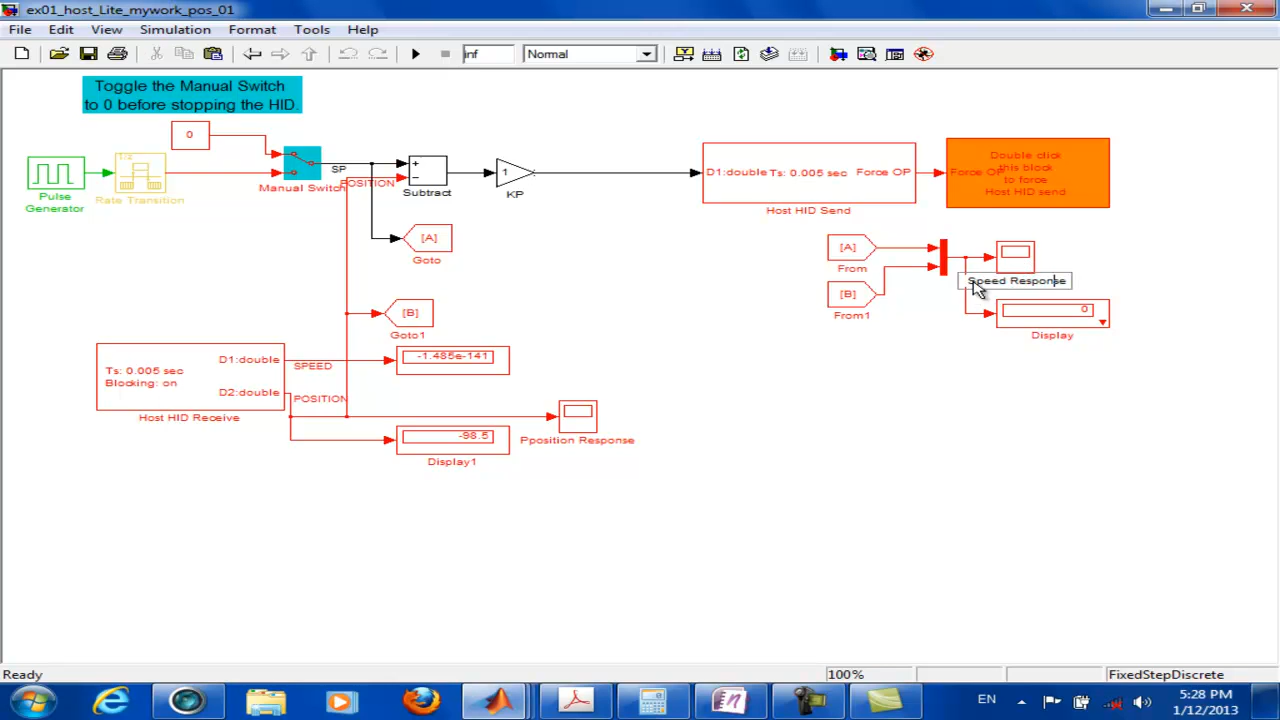 ex01_host_Lite_mywork_pos_01
File Edit View Simulation Format Tools Help
inf Normal
Toggle the Manual Switch
to 0 before stopping the HID.
0
Pulse
Generator
Rate Transition
Manual Switch
SP
POSITION
+
−
Subtract
1
KP
D1:double Ts: 0.005 sec Force OP
Host HID Send
Force OP
Double click
this block
to force
Host HID send
[A]
Goto
[A]
From
[B]
From1
Speed Response
0
Display
[B]
Goto1
Ts: 0.005 sec
Blocking: on
D1:double
D2:double
Host HID Receive
SPEED
POSITION
-1.485e-141
-98.5
Display1
Pposition Response
Ready
100%
FixedStepDiscrete
EN
5:28 PM
1/12/2013